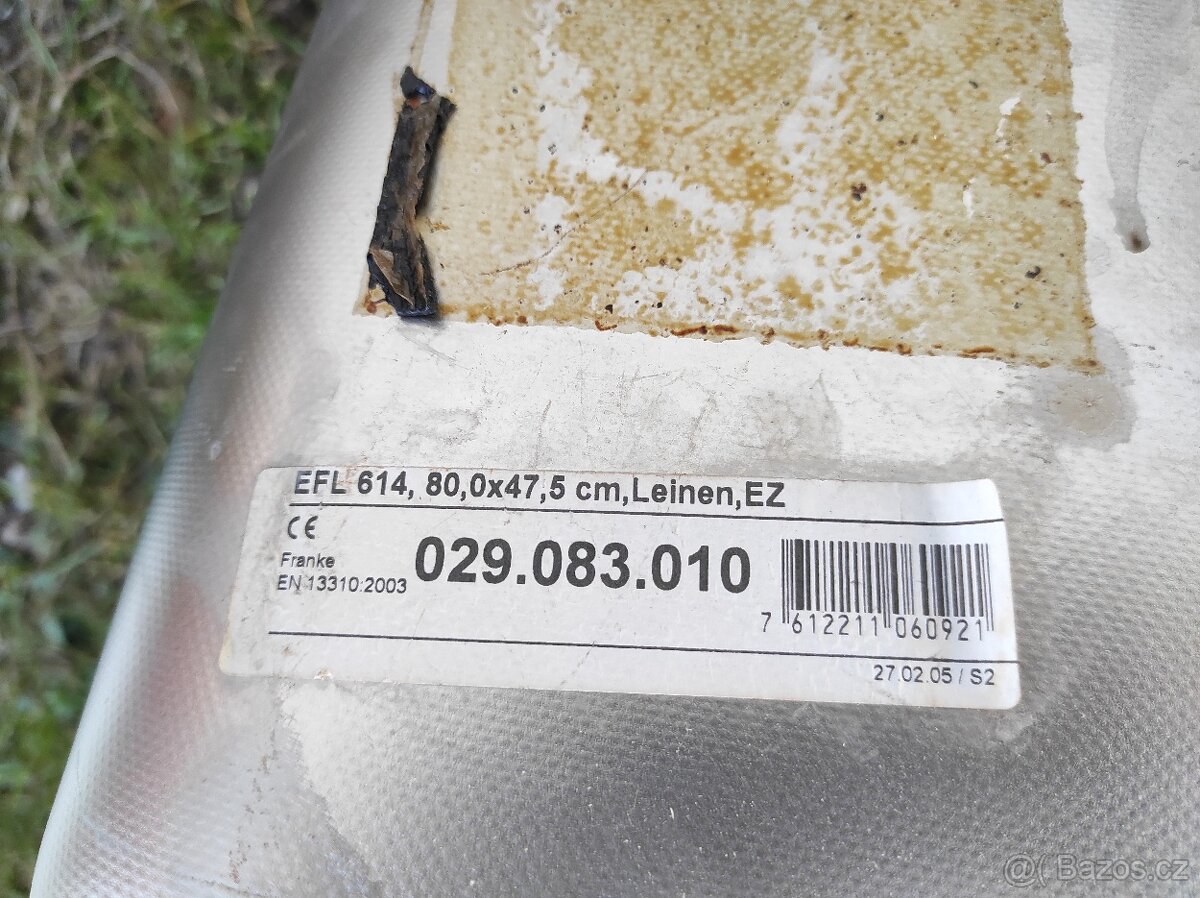 EFL 614, 80,0x47,5 cm,Leinen,EZ
CE
Franke
EN 13310:2003
029.083.010
7 612211 060921
27.02.05 / S2
@( Bazos.cz